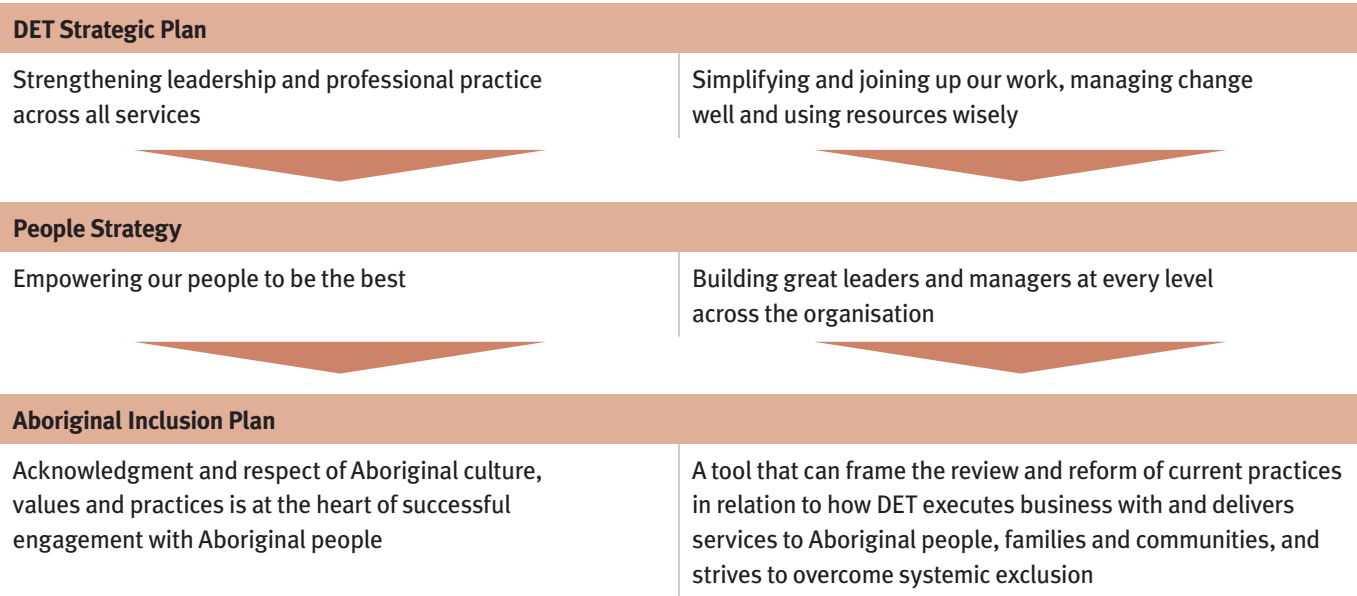 DET Strategic Plan
Strengthening leadership and professional practice
across all services
Simplifying and joining up our work, managing change
well and using resources wisely
People Strategy
Empowering our people to be the best
Building great leaders and managers at every level
across the organisation
Aboriginal Inclusion Plan
Acknowledgment and respect of Aboriginal culture,
values and practices is at the heart of successful
engagement with Aboriginal people
A tool that can frame the review and reform of current practices
in relation to how DET executes business with and delivers
services to Aboriginal people, families and communities, and
strives to overcome systemic exclusion